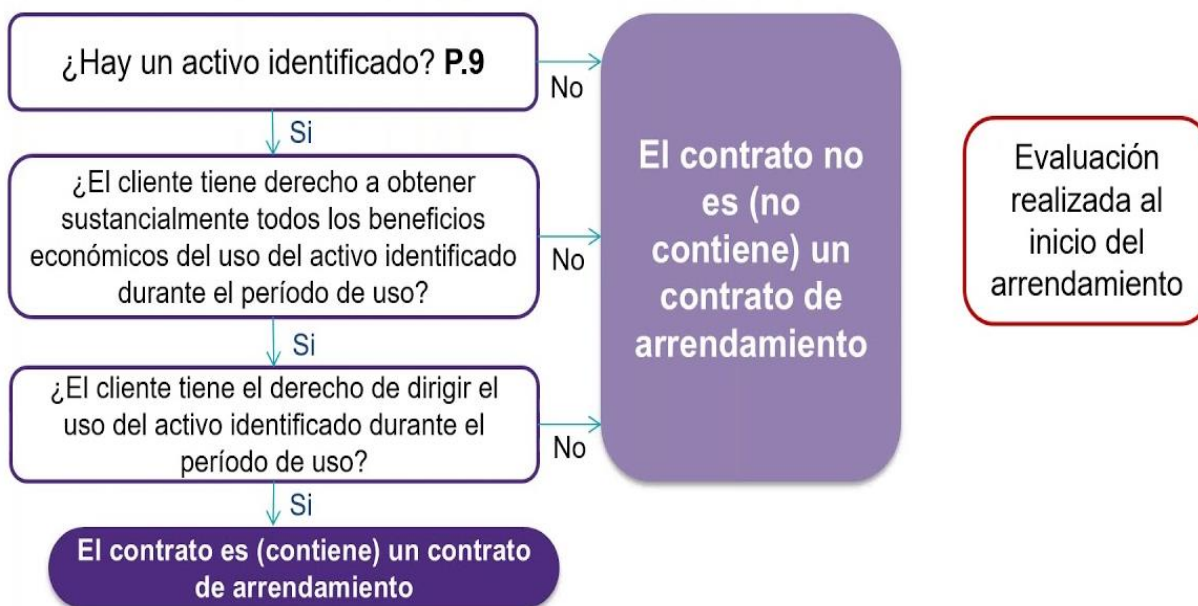 ¿Hay un activo identificado? P.9
No
Si
¿El cliente tiene derecho a obtener
sustancialmente todos los beneficios
económicos del uso del activo identificado
durante el período de uso?
No
Si
¿El cliente tiene el derecho de dirigir el
uso del activo identificado durante el
período de uso?
No
Si
El contrato es (contiene) un contrato
de arrendamiento
El contrato no
es (no
contiene) un
contrato de
arrendamiento
Evaluación
realizada al
inicio del
arrendamiento